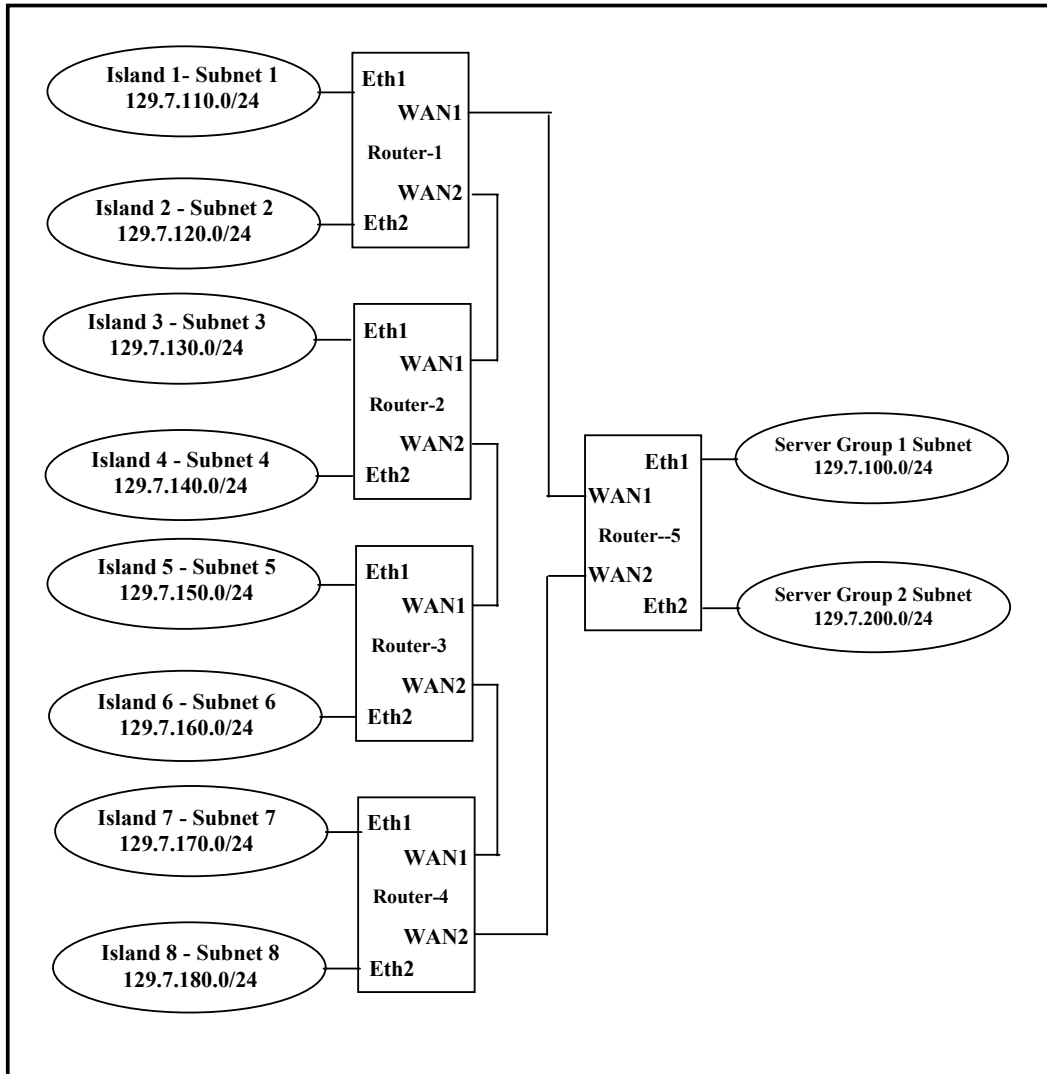 Island 1- Subnet 1
129.7.110.0/24
Eth1
WAN1
Router-1
WAN2
Eth2
Island 2 - Subnet 2
129.7.120.0/24
Island 3 - Subnet 3
129.7.130.0/24
Eth1
WAN1
Router-2
WAN2
Eth2
Island 4 - Subnet 4
129.7.140.0/24
Island 5 - Subnet 5
129.7.150.0/24
Eth1
WAN1
Router-3
WAN2
Eth2
Island 6 - Subnet 6
129.7.160.0/24
Island 7 - Subnet 7
129.7.170.0/24
Eth1
WAN1
Router-4
WAN2
Eth2
Island 8 - Subnet 8
129.7.180.0/24
Eth1
WAN1
Router--5
WAN2
Eth2
Server Group 1 Subnet
129.7.100.0/24
Server Group 2 Subnet
129.7.200.0/24